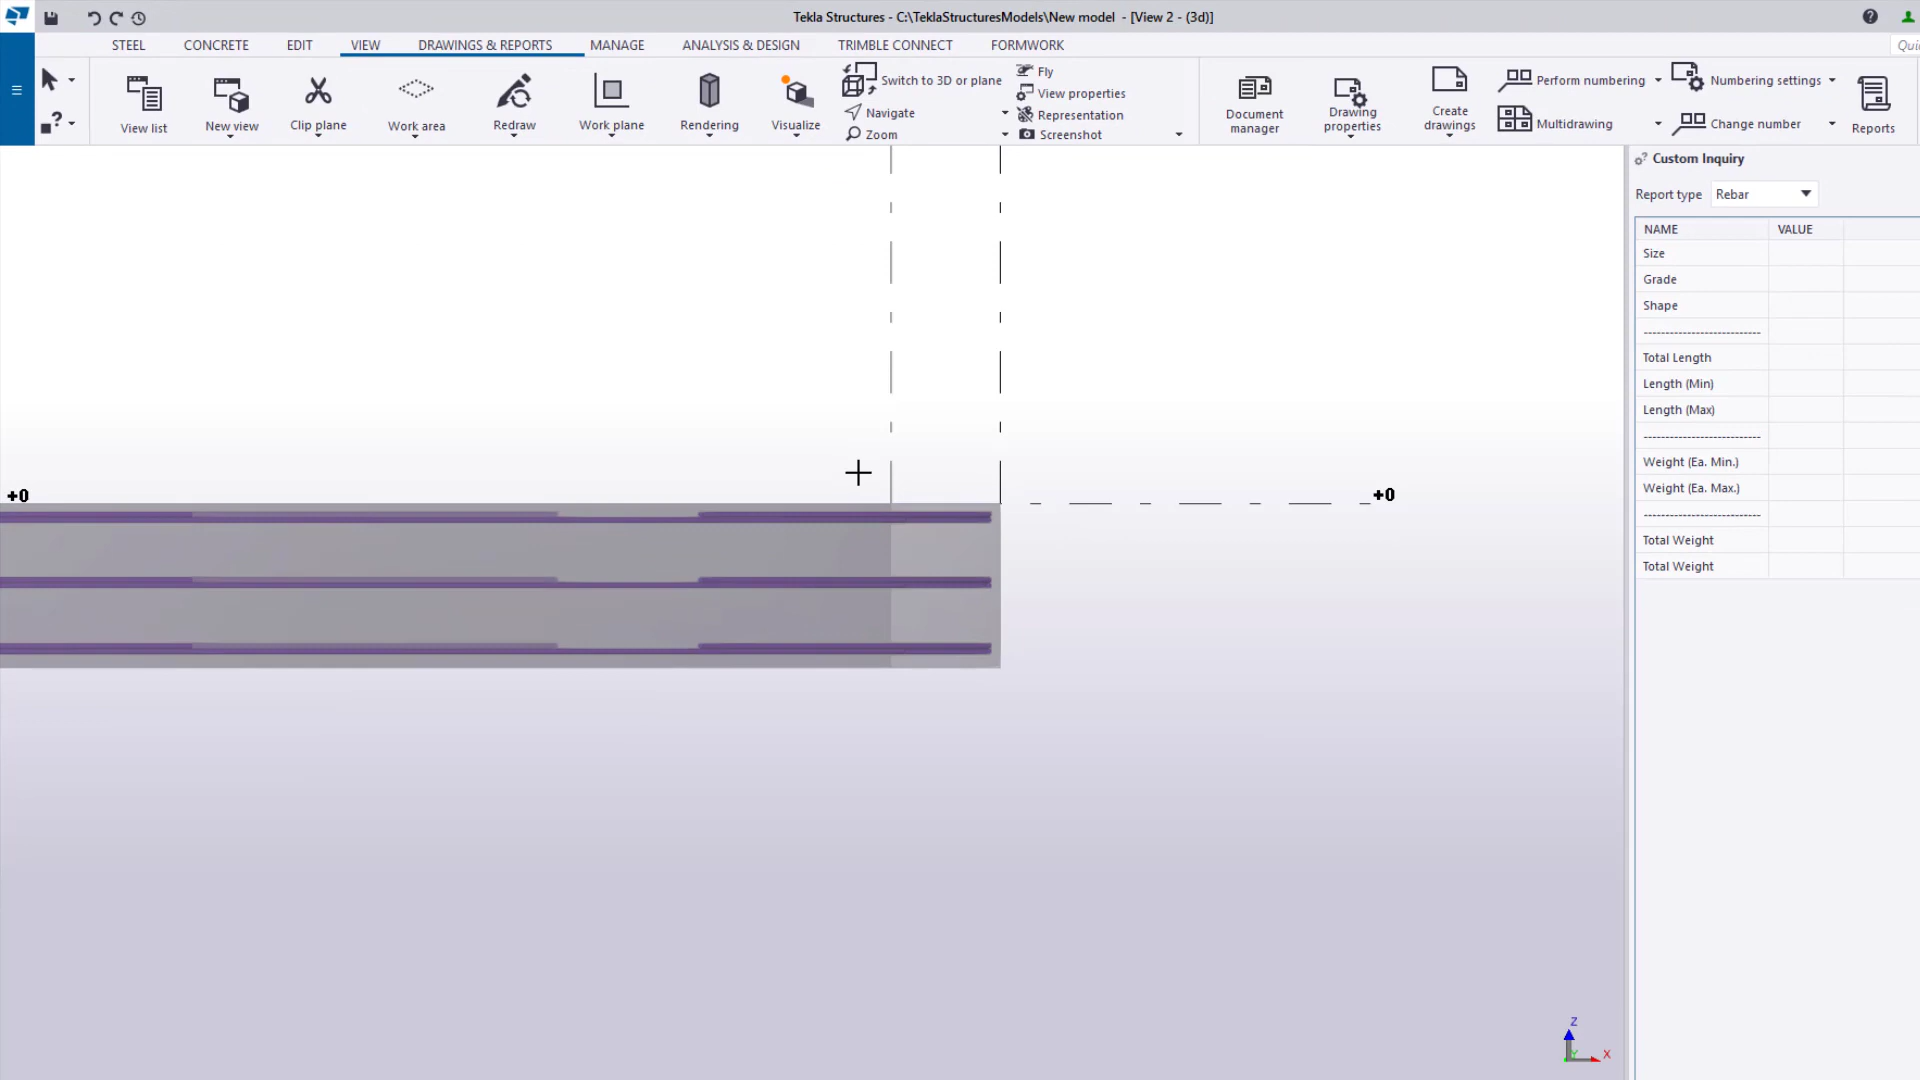 Tekla Structures - C:\TeklaStructuresModels\New model - [View 2 - (3d)]
STEEL CONCRETE EDIT VIEW DRAWINGS & REPORTS MANAGE ANALYSIS & DESIGN TRIMBLE CONNECT FORMWORK
View list
New view
Clip plane
Work area
Redraw
Work plane
Rendering
Visualize
Switch to 3D or plane
Navigate
Zoom
Fly
View properties
Representation
Screenshot
Document manager
Drawing properties
Create drawings
Perform numbering
Multidrawing
Numbering settings
Change number
Reports
Custom Inquiry
Report type Rebar
NAME VALUE
Size
Grade
Shape
---------------------------
Total Length
Length (Min)
Length (Max)
---------------------------
Weight (Ea. Min.)
Weight (Ea. Max.)
---------------------------
Total Weight
Total Weight
+0
+0
Z
Y
X